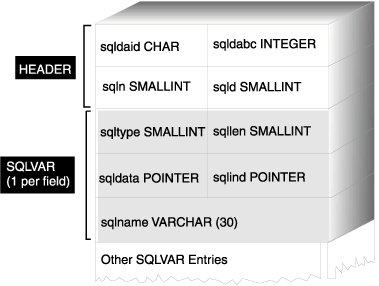 HEADER
sqldaid CHAR
sqldabc INTEGER
sqln SMALLINT
sqld SMALLINT
SQLVAR
(1 per field)
sqltype SMALLINT
sqllen SMALLINT
sqldata POINTER
sqlind POINTER
sqlname VARCHAR (30)
Other SQLVAR Entries